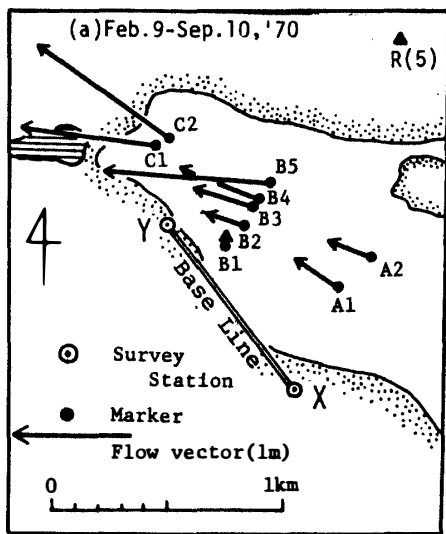 (a)Feb.9-Sep.10,'70
R(5)
C2
C1
B5
B4
B3
Y
B2
B1
A2
A1
Base Line
X
Survey
Station
Marker
Flow vector(1m)
0 1km